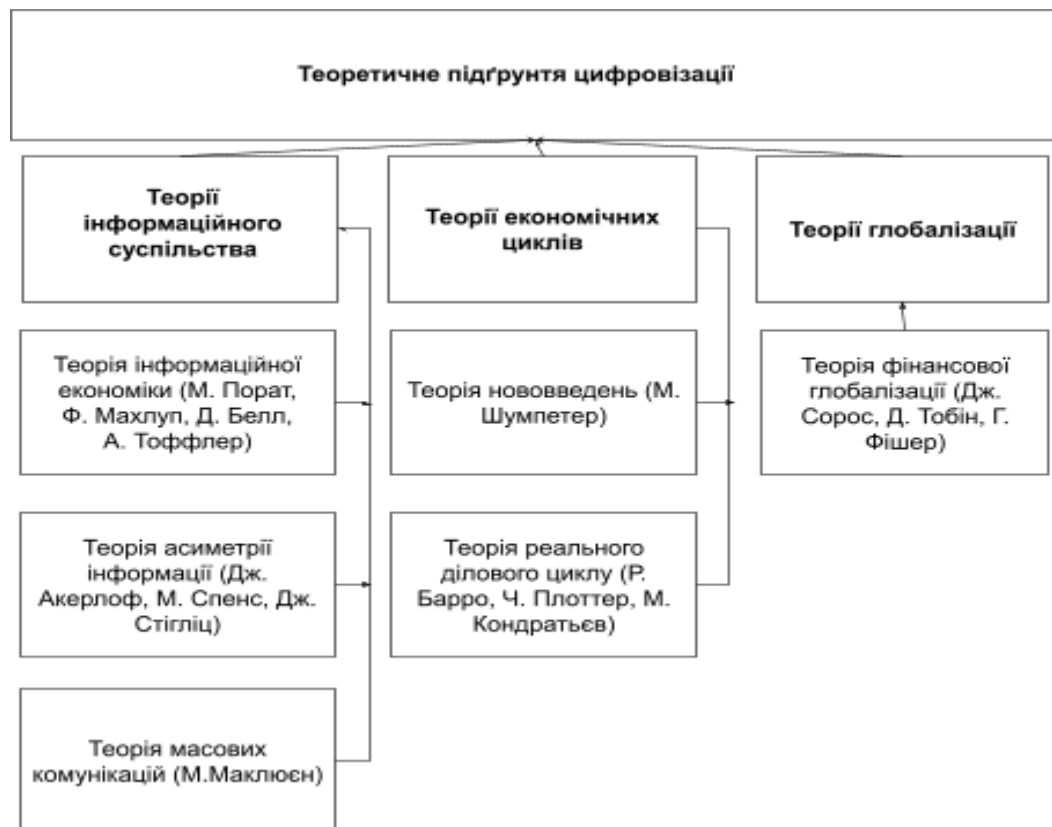 Теоретичне підґрунтя цифровізації
Теорії
інформаційного
суспільства
Теорії економічних
циклів
Теорії глобалізації
Теорія інформаційної
економіки (М. Порат,
Ф. Махлуп, Д. Белл,
А. Тоффлер)
Теорія нововведень (М.
Шумпетер)
Теорія фінансової
глобалізації (Дж.
Сорос, Д. Тобін, Г.
Фішер)
Теорія асиметрії
інформації (Дж.
Акерлоф, М. Спенс, Дж.
Стігліц)
Теорія реального
ділового циклу (Р.
Барро, Ч. Плоттер, М.
Кондратьєв)
Теорія масових
комунікацій (М.Маклюєн)